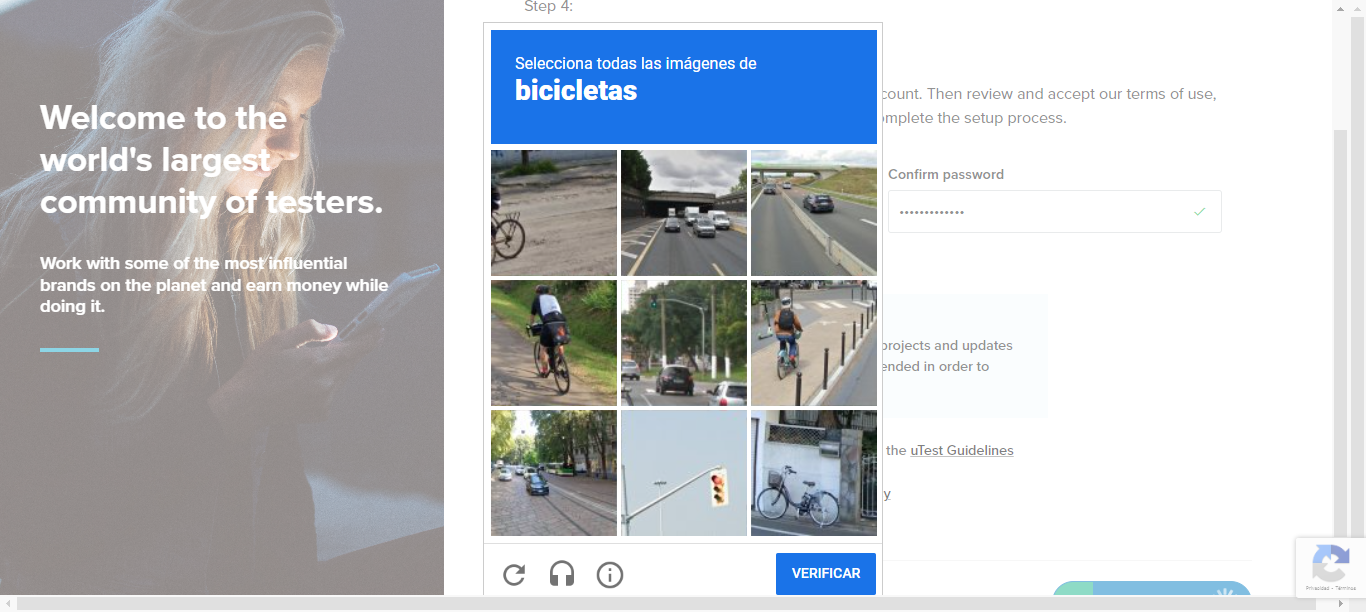 Step 4:
Welcome to the
world's largest
community of testers.
Work with some of the most influential
brands on the planet and earn money while
doing it.
Selecciona todas las imágenes de
bicicletas
count. Then review and accept our terms of use,
mplete the setup process.
Confirm password
•••••••••••••
projects and updates
ended in order to
the uTest Guidelines
y
VERIFICAR
Privacidad - Términos